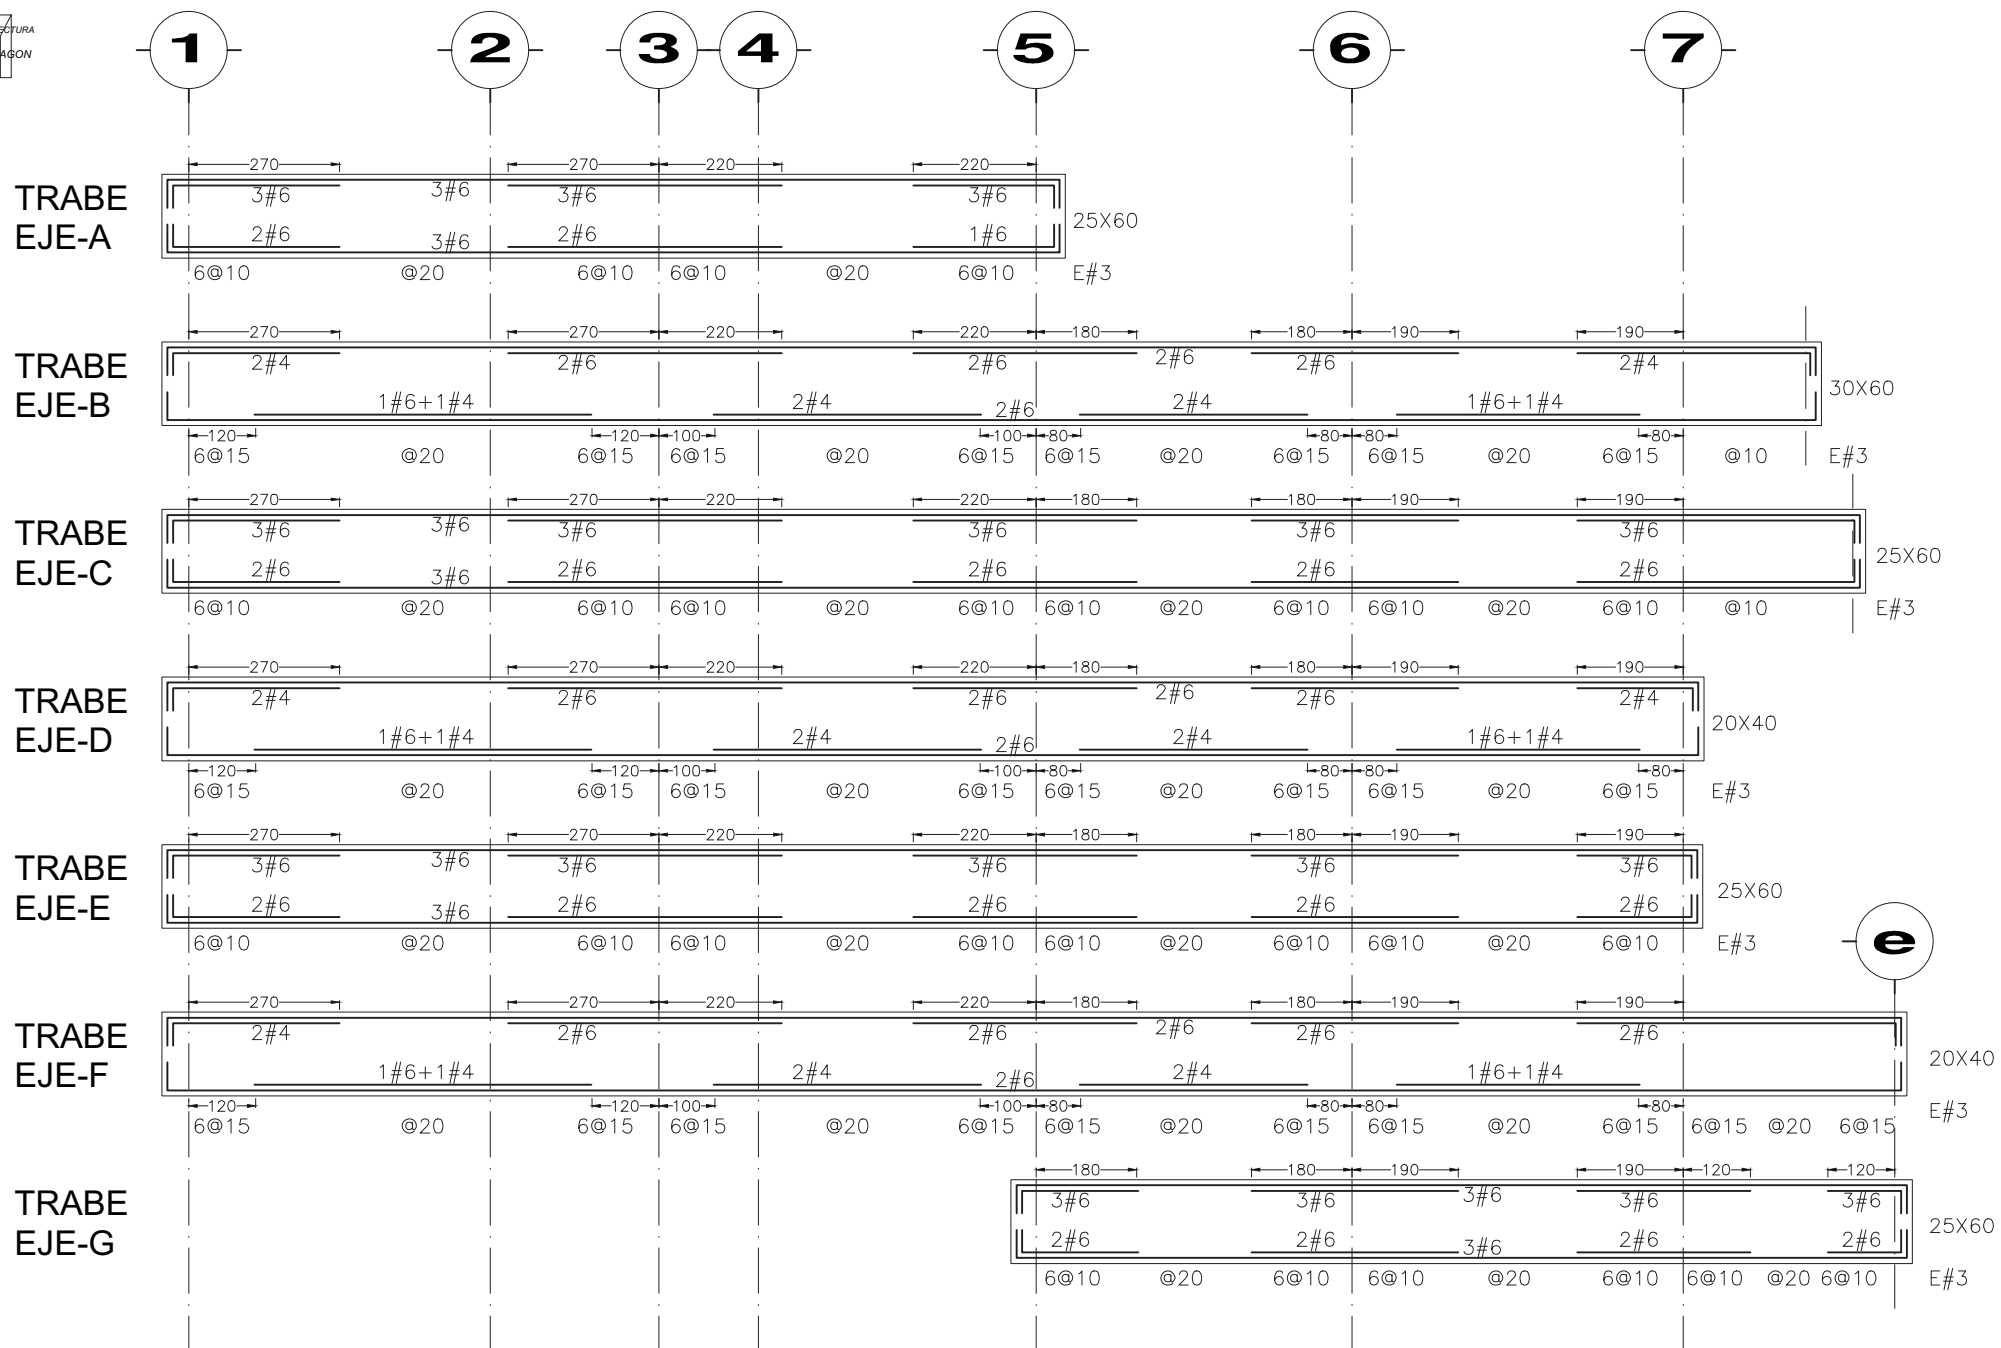 1 2 3 4 5 6 7
AGON
270 270 220 220
TRABE
EJE-A
3#6 3#6 3#6 3#6
2#6 3#6 2#6 1#6
25X60
6@10 @20 6@10 6@10 @20 6@10 E#3
270 270 220 220 180 180 190 190
TRABE
EJE-B
2#4 2#6 2#6 2#6 2#6 2#4
1#6+1#4 2#4 2#6 2#4 1#6+1#4
30X60
120 120 100 100 80 80 80 80
6@15 @20 6@15 6@15 @20 6@15 6@15 @20 6@15 6@15 @20 6@15 @10 E#3
270 270 220 220 180 180 190 190
TRABE
EJE-C
3#6 3#6 3#6 3#6 3#6 3#6
2#6 3#6 2#6 2#6 2#6 2#6
25X60
6@10 @20 6@10 6@10 @20 6@10 6@10 @20 6@10 6@10 @20 6@10 @10 E#3
270 270 220 220 180 180 190 190
TRABE
EJE-D
2#4 2#6 2#6 2#6 2#6 2#4
1#6+1#4 2#4 2#6 2#4 1#6+1#4
20X40
120 120 100 100 80 80 80 80
6@15 @20 6@15 6@15 @20 6@15 6@15 @20 6@15 6@15 @20 6@15 E#3
270 270 220 220 180 180 190 190
TRABE
EJE-E
3#6 3#6 3#6 3#6 3#6 3#6
2#6 3#6 2#6 2#6 2#6 2#6
25X60
6@10 @20 6@10 6@10 @20 6@10 6@10 @20 6@10 6@10 @20 6@10 E#3
e
270 270 220 220 180 180 190 190
TRABE
EJE-F
2#4 2#6 2#6 2#6 2#6 2#6
1#6+1#4 2#4 2#6 2#4 1#6+1#4
20X40
120 120 100 100 80 80 80 80
6@15 @20 6@15 6@15 @20 6@15 6@15 @20 6@15 6@15 @20 6@15 6@15 @20 6@15 E#3
180 180 190 190 120 120
TRABE
EJE-G
3#6 3#6 3#6 3#6 3#6
2#6 2#6 3#6 2#6 2#6
25X60
6@10 @20 6@10 6@10 @20 6@10 6@10 @20 6@10 E#3